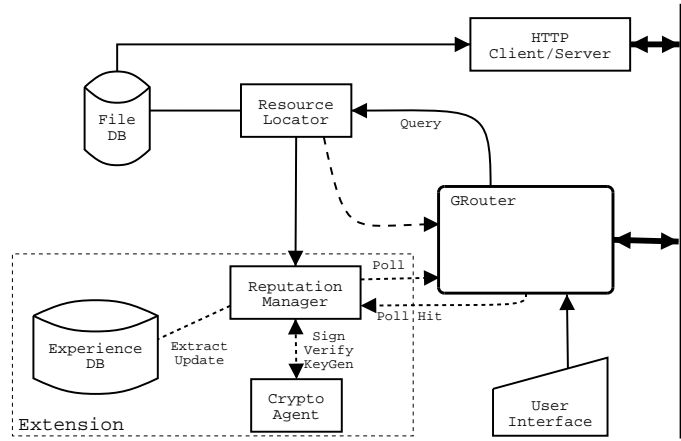 HTTP
Client/Server
File
DB
Resource
Locator
Query
GRouter
Poll
Reputation
Manager
Poll Hit
Experience
DB
Extract
Update
Sign
Verify
KeyGen
Crypto
Agent
User
Interface
Extension